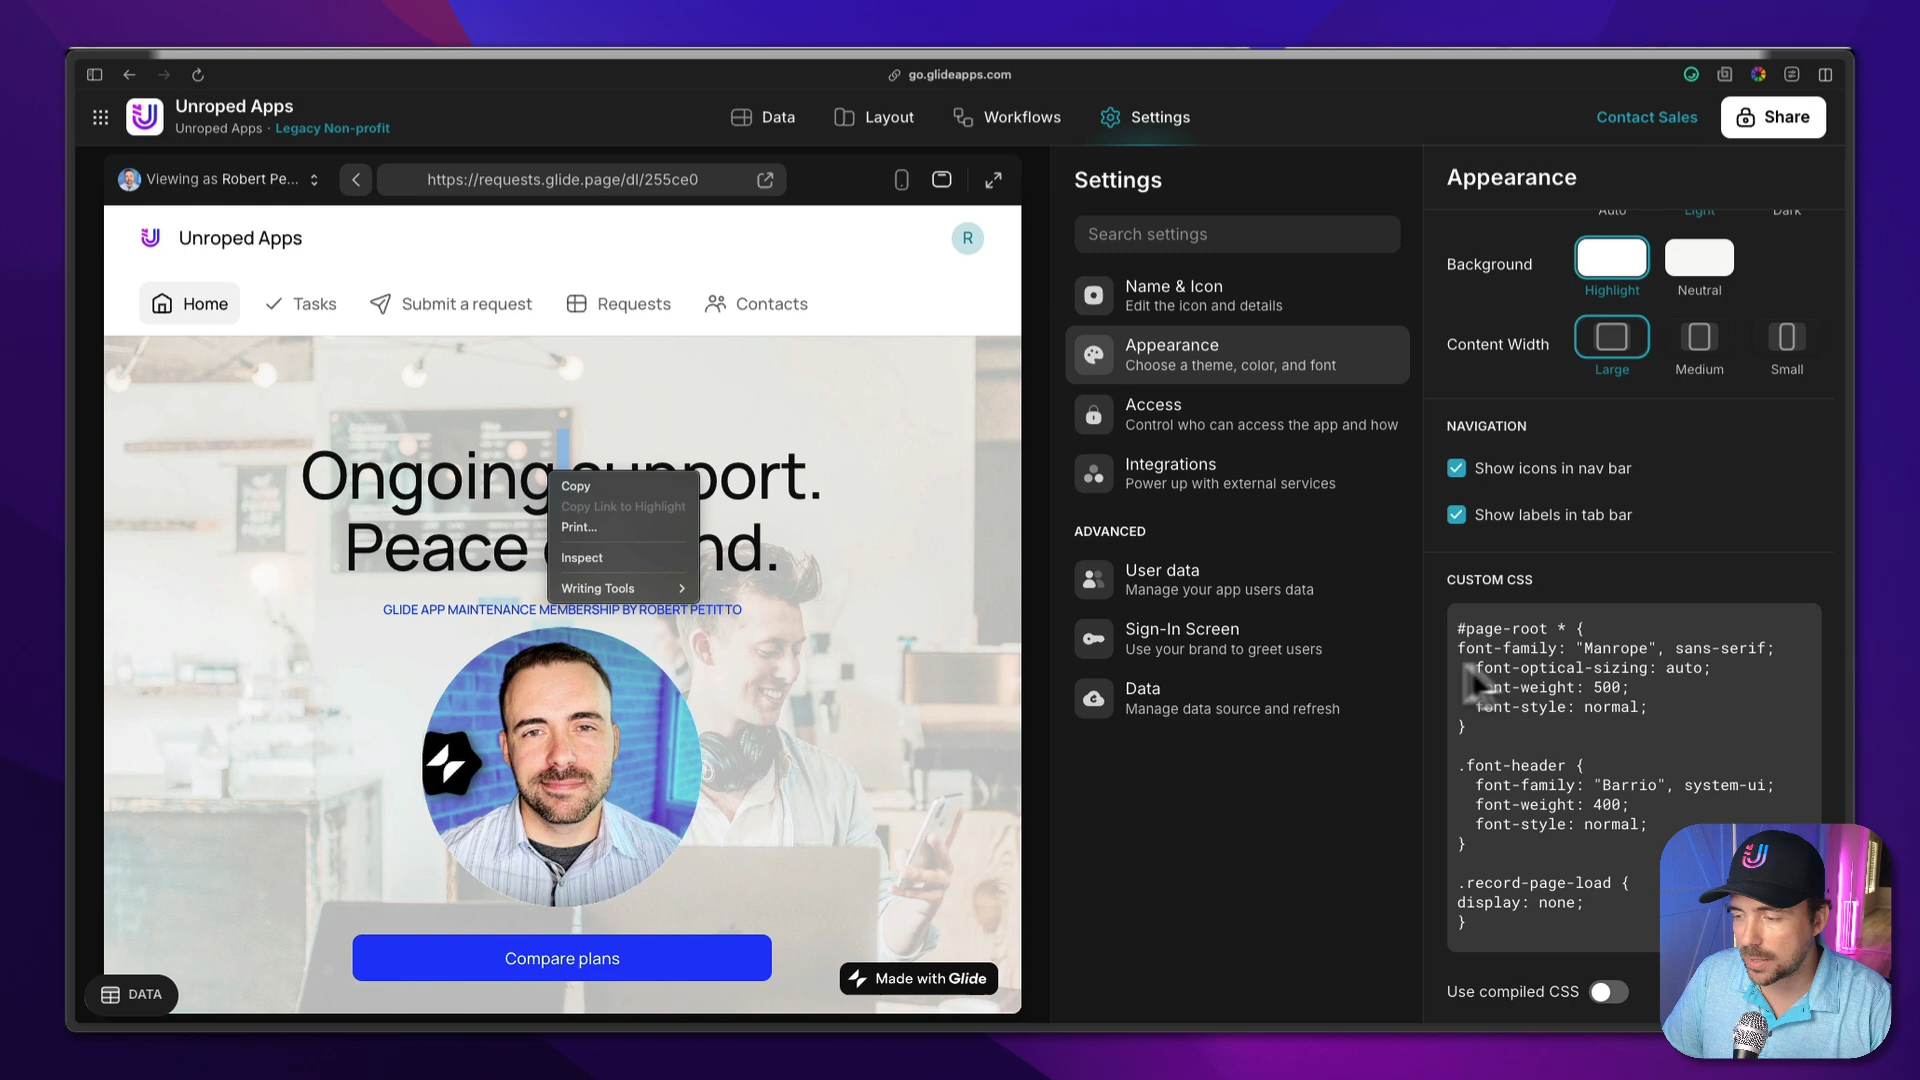 go.glideapps.com
Unroped Apps
Unroped Apps · Legacy Non-profit
Data
Layout
Workflows
Settings
Contact Sales
Share
Viewing as Robert Pe...
https://requests.glide.page/dl/255ce0
Unroped Apps
R
Home
Tasks
Submit a request
Requests
Contacts
Ongoing support.
Peace
nd.
Copy
Copy Link to Highlight
Print...
Inspect
Writing Tools
GLIDE APP MAINTENANCE MEMBERSHIP BY ROBERT PETITTO
Compare plans
Made with Glide
DATA
Settings
Search settings
Name & Icon
Edit the icon and details
Appearance
Choose a theme, color, and font
Access
Control who can access the app and how
Integrations
Power up with external services
ADVANCED
User data
Manage your app users data
Sign-In Screen
Use your brand to greet users
Data
Manage data source and refresh
Appearance
Auto
Light
Dark
Background
Highlight
Neutral
Content Width
Large
Medium
Small
NAVIGATION
Show icons in nav bar
Show labels in tab bar
CUSTOM CSS
#page-root * {
font-family: "Manrope", sans-serif;
font-optical-sizing: auto;
font-weight: 500;
font-style: normal;
}
.font-header {
font-family: "Barrio", system-ui;
font-weight: 400;
font-style: normal;
}
.record-page-load {
display: none;
}
Use compiled CSS